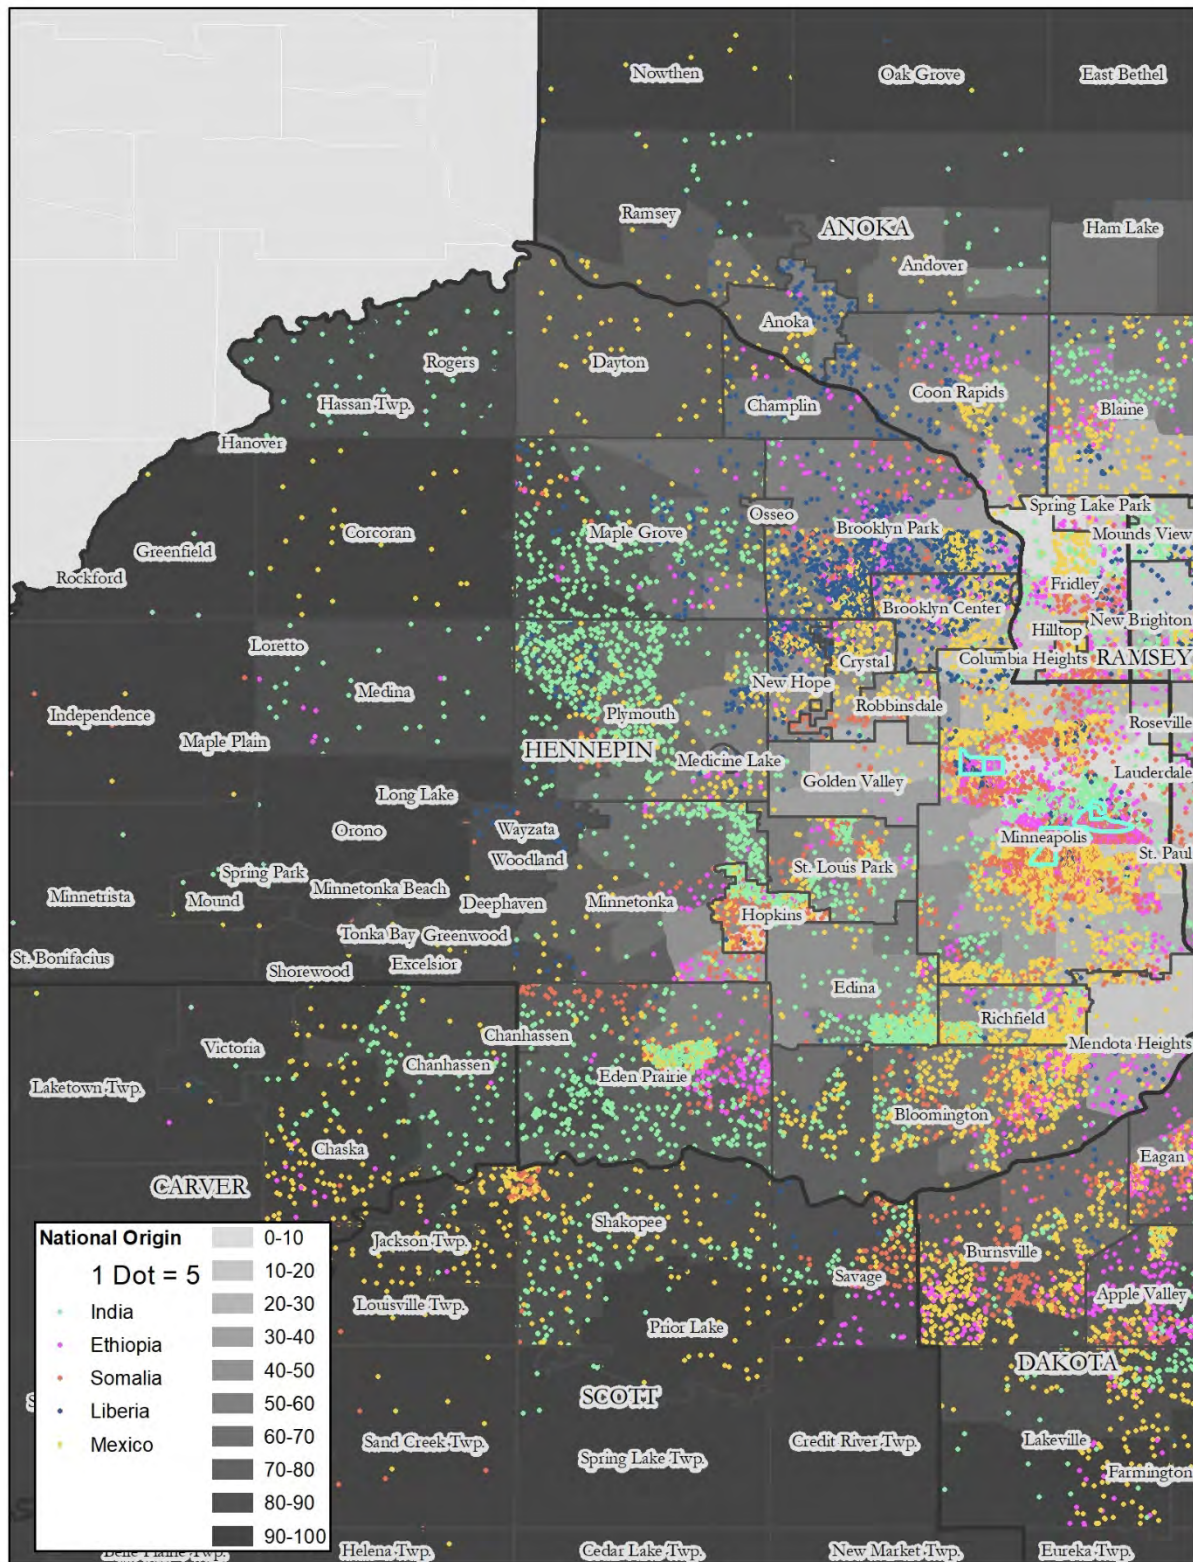 Nowthen
Oak Grove
East Bethel
Ramsey
ANOKA
Ham Lake
Andover
Anoka
Rogers
Dayton
Coon Rapids
Hassan Twp.
Champlin
Blaine
Hanover
Spring Lake Park
Osseo
Brooklyn Park
Mounds View
Corcoran
Maple Grove
Greenfield
Rockford
Fridley
Brooklyn Center
New Brighton
Hilltop
Loretto
Crystal
Columbia Heights
RAMSEY
Medina
New Hope
Robbinsdale
Independence
Plymouth
Roseville
Maple Plain
HENNEPIN
Medicine Lake
Golden Valley
Lauderdale
Long Lake
Orono
Wayzata
Minneapolis
St. Paul
Woodland
St. Louis Park
Spring Park
Minnetrista
Mound
Minnetonka Beach
Deephaven
Minnetonka
Hopkins
Tonka Bay
Greenwood
St. Bonifacius
Shorewood
Excelsior
Edina
Richfield
Chanhassen
Victoria
Mendota Heights
Chanhassen
Laketown Twp.
Eden Prairie
Bloomington
Chaska
Eagan
CARVER
Shakopee
Jackson Twp.
Burnsville
Savage
Louisville Twp.
Apple Valley
Prior Lake
DAKOTA
SCOTT
Sand Creek Twp.
Credit River Twp.
Lakeville
Spring Lake Twp.
Farmington
Belle Plaine Twp.
Helena Twp.
Cedar Lake Twp.
New Market Twp.
Eureka Twp.
National Origin
1 Dot = 5
India
Ethiopia
Somalia
Liberia
Mexico
0-10
10-20
20-30
30-40
40-50
50-60
60-70
70-80
80-90
90-100